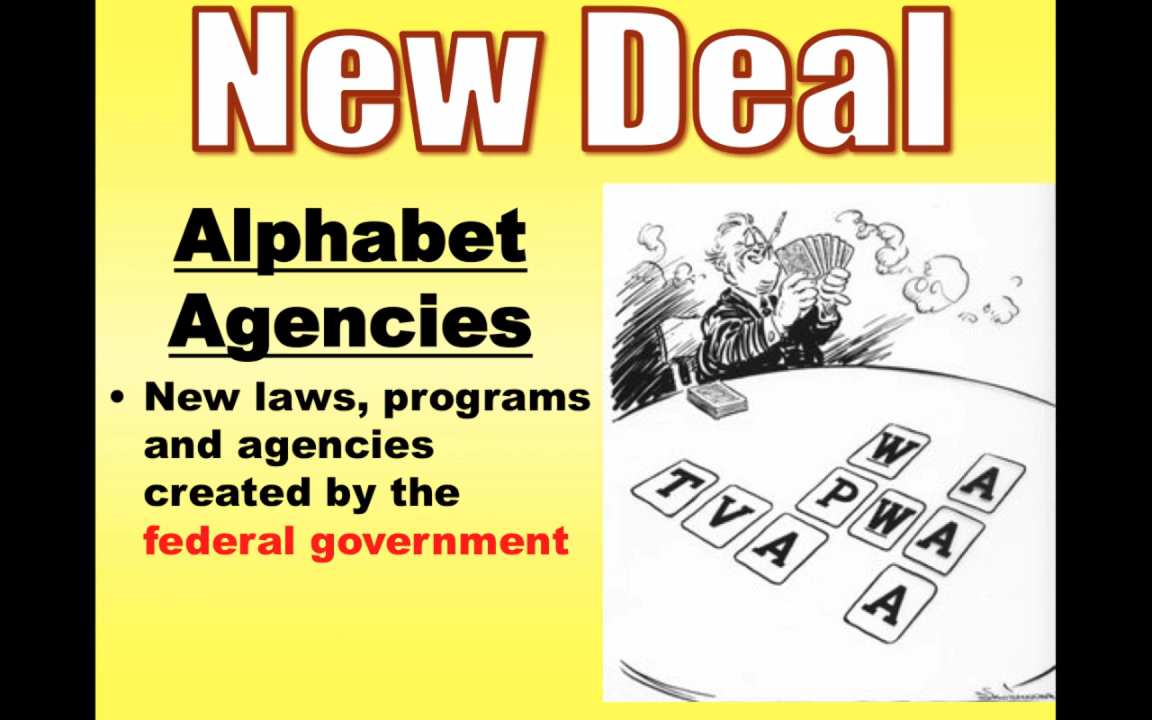 New Deal
Alphabet
Agencies
• New laws, programs
and agencies
created by the
federal government
W
A
T
P
W
V
A
A
A